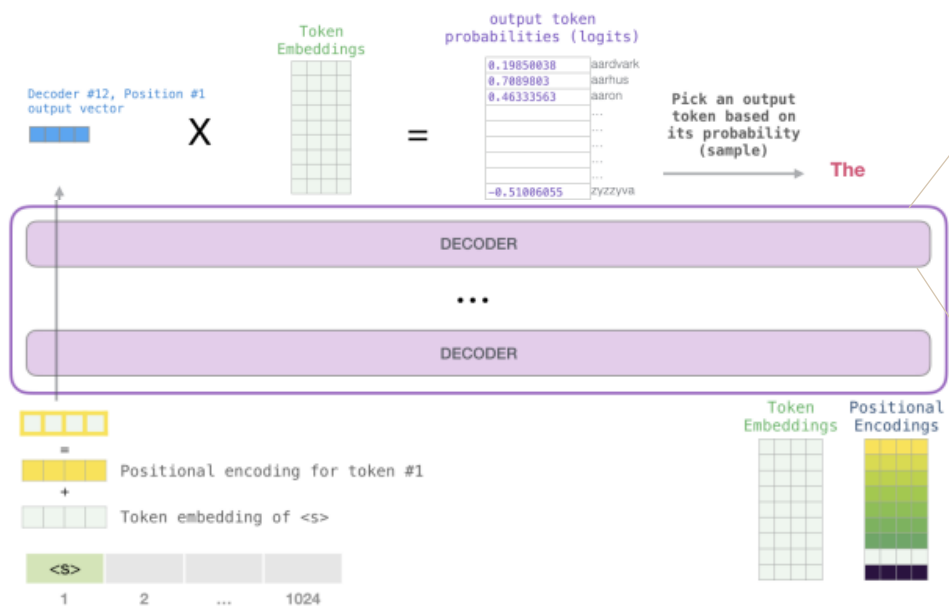 output token
probabilities (logits)
Token
Embeddings
0.19850038 aardvark
0.7089803 aarhus
0.46333563 aaron
...
...
...
...
...
-0.51086055 zyzzyva
Decoder #12, Position #1
output vector
X
=
Pick an output
token based on
its probability
(sample)
The
DECODER
...
DECODER
=
Positional encoding for token #1
+
Token embedding of <s>
Token
Embeddings
Positional
Encodings
<s>
1 2 ... 1024